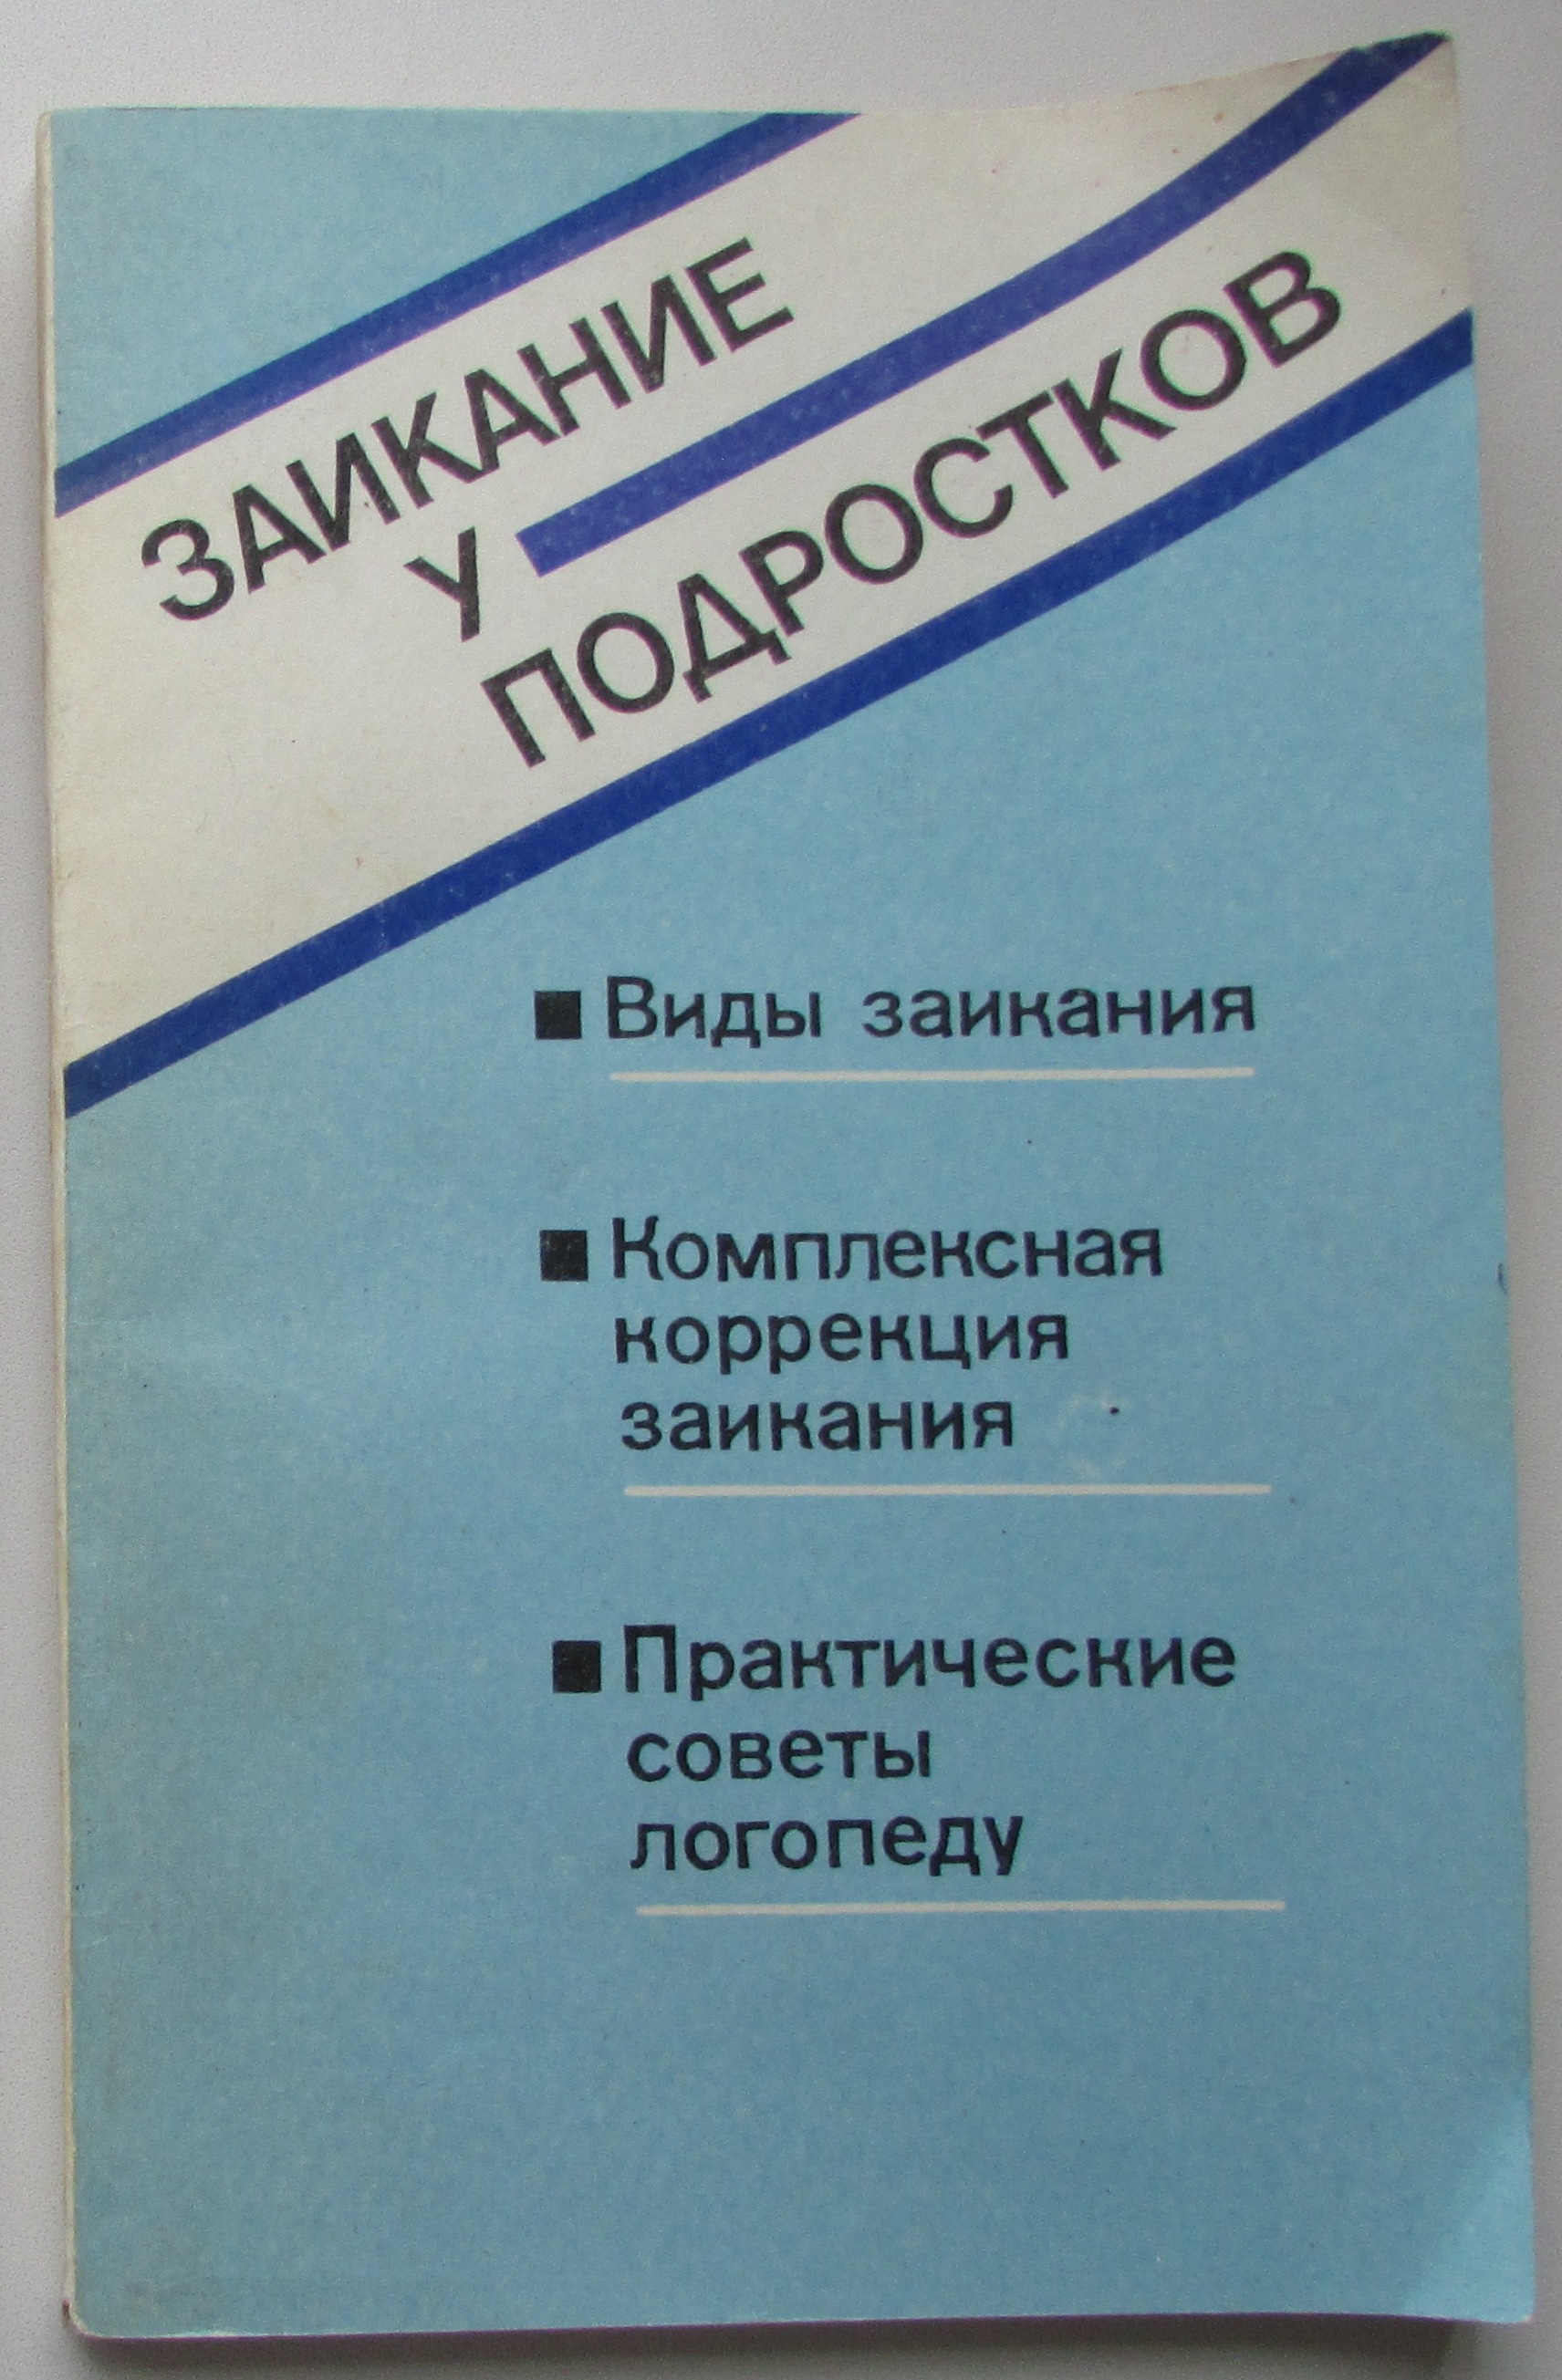 ЗАИКАНИЕ
У
ПОДРОСТКОВ
■ Виды заикания
■ Комплексная
коррекция
заикания
■ Практические
советы
логопеду